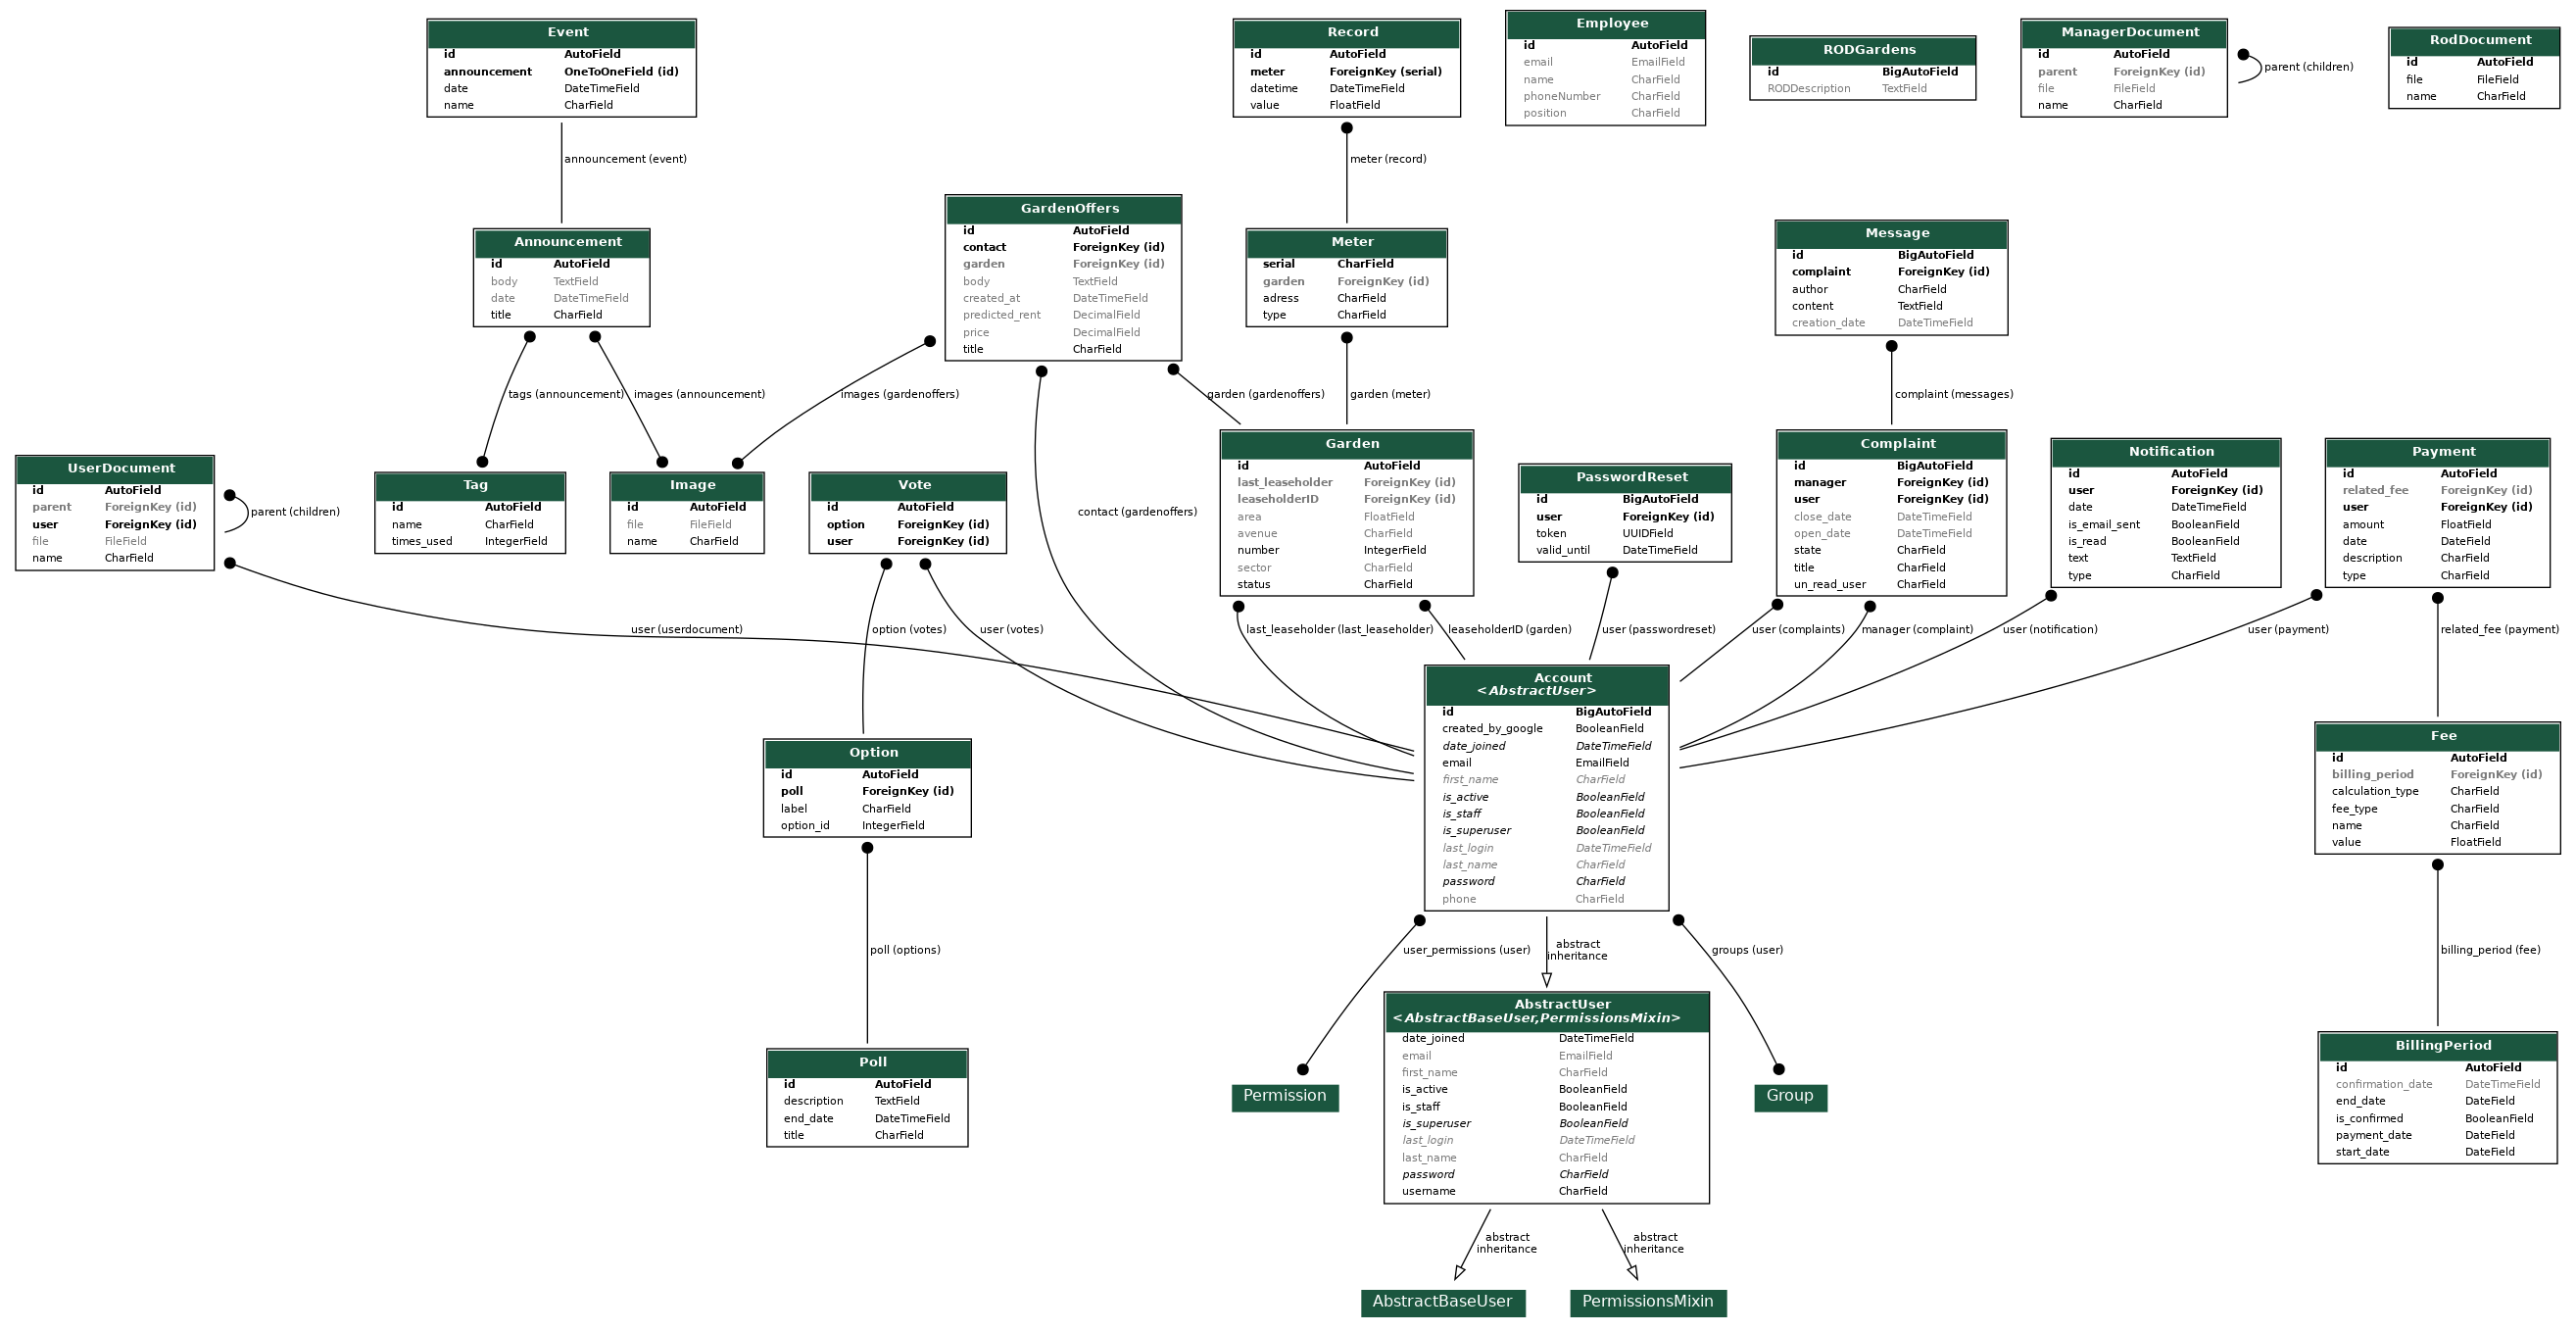 Event
id AutoField
announcement OneToOneField (id)
date DateTimeField
name CharField
Record
id AutoField
meter ForeignKey (serial)
datetime DateTimeField
value FloatField
Employee
id AutoField
email EmailField
name CharField
phoneNumber CharField
position CharField
RODGardens
id BigAutoField
RODDescription TextField
ManagerDocument
id AutoField
parent ForeignKey (id)
file FileField
name CharField
parent (children)
RodDocument
id AutoField
file FileField
name CharField
announcement (event)
meter (record)
Announcement
id AutoField
body TextField
date DateTimeField
title CharField
GardenOffers
id AutoField
contact ForeignKey (id)
garden ForeignKey (id)
body TextField
created_at DateTimeField
predicted_rent DecimalField
price DecimalField
title CharField
Meter
serial CharField
garden ForeignKey (id)
adress CharField
type CharField
Message
id BigAutoField
complaint ForeignKey (id)
author CharField
content TextField
creation_date DateTimeField
tags (announcement)
images (announcement)
images (gardenoffers)
garden (gardenoffers)
garden (meter)
complaint (messages)
UserDocument
id AutoField
parent ForeignKey (id)
user ForeignKey (id)
file FileField
name CharField
parent (children)
Tag
id AutoField
name CharField
times_used IntegerField
Image
id AutoField
file FileField
name CharField
Vote
id AutoField
option ForeignKey (id)
user ForeignKey (id)
contact (gardenoffers)
Garden
id AutoField
last_leaseholder ForeignKey (id)
leaseholderID ForeignKey (id)
area FloatField
avenue CharField
number IntegerField
sector CharField
status CharField
PasswordReset
id BigAutoField
user ForeignKey (id)
token UUIDField
valid_until DateTimeField
Complaint
id BigAutoField
manager ForeignKey (id)
user ForeignKey (id)
close_date DateTimeField
open_date DateTimeField
state CharField
title CharField
un_read_user CharField
Notification
id AutoField
user ForeignKey (id)
date DateTimeField
is_email_sent BooleanField
is_read BooleanField
text TextField
type CharField
Payment
id AutoField
related_fee ForeignKey (id)
user ForeignKey (id)
amount FloatField
date DateField
description CharField
type CharField
user (userdocument)
option (votes)
user (votes)
last_leaseholder (last_leaseholder)
leaseholderID (garden)
user (passwordreset)
user (complaints)
manager (complaint)
user (notification)
user (payment)
related_fee (payment)
Account
<AbstractUser>
id BigAutoField
created_by_google BooleanField
date_joined DateTimeField
email EmailField
first_name CharField
is_active BooleanField
is_staff BooleanField
is_superuser BooleanField
last_login DateTimeField
last_name CharField
password CharField
phone CharField
Option
id AutoField
poll ForeignKey (id)
label CharField
option_id IntegerField
Fee
id AutoField
billing_period ForeignKey (id)
calculation_type CharField
fee_type CharField
name CharField
value FloatField
poll (options)
user_permissions (user)
abstract
inheritance
groups (user)
billing_period (fee)
Poll
id AutoField
description TextField
end_date DateTimeField
title CharField
Permission
AbstractUser
<AbstractBaseUser,PermissionsMixin>
date_joined DateTimeField
email EmailField
first_name CharField
is_active BooleanField
is_staff BooleanField
is_superuser BooleanField
last_login DateTimeField
last_name CharField
password CharField
username CharField
Group
BillingPeriod
id AutoField
confirmation_date DateTimeField
end_date DateField
is_confirmed BooleanField
payment_date DateField
start_date DateField
abstract
inheritance
abstract
inheritance
AbstractBaseUser
PermissionsMixin